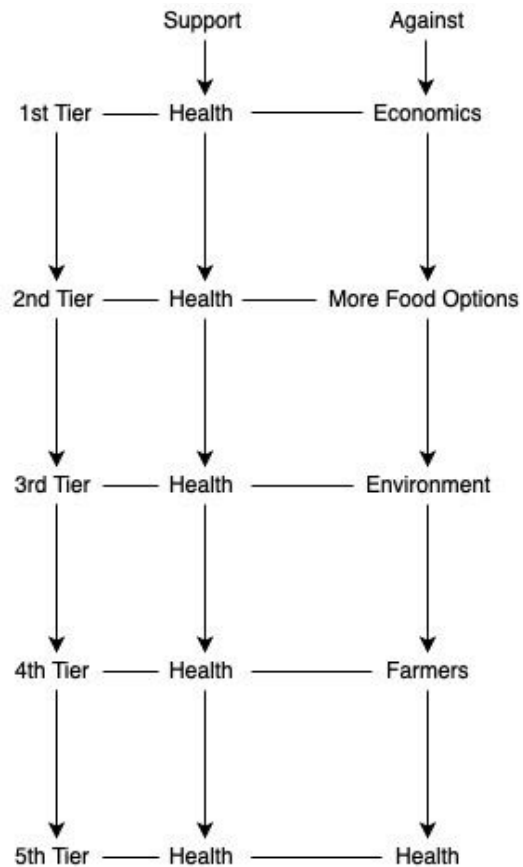 Support Against
1st Tier Health Economics
2nd Tier Health More Food Options
3rd Tier Health Environment
4th Tier Health Farmers
5th Tier Health Health